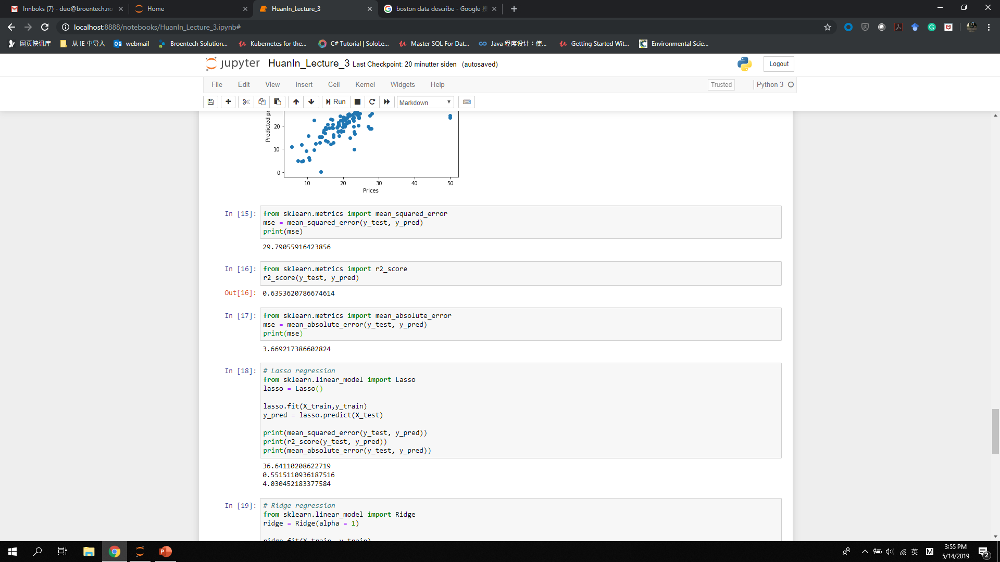 Innboks (7) - duo@broentech.no
Home
HuanIn_Lecture_3
boston data describe - Google
localhost:8888/notebooks/HuanIn_Lecture_3.ipynb#
网页快讯库
从 IE 中导入
webmail
Broentech Solution...
Kubernetes for the...
C# Tutorial | SoloLe...
Master SQL For Dat...
Java 程序设计：使...
Getting Started Wit...
Environmental Scie...
jupyter
HuanIn_Lecture_3 Last Checkpoint: 20 minutter siden (autosaved)
Logout
File
Edit
View
Insert
Cell
Kernel
Widgets
Help
Trusted
Python 3
Run
Markdown
Predicted pr
20
10
0
10
20
30
40
50
Prices
In [15]:
from sklearn.metrics import mean_squared_error
mse = mean_squared_error(y_test, y_pred)
print(mse)
29.79055916423856
In [16]:
from sklearn.metrics import r2_score
r2_score(y_test, y_pred)
Out[16]:
0.6353620786674614
In [17]:
from sklearn.metrics import mean_absolute_error
mse = mean_absolute_error(y_test, y_pred)
print(mse)
3.669217386602824
In [18]:
# Lasso regression
from sklearn.linear_model import Lasso
lasso = Lasso()
lasso.fit(X_train,y_train)
y_pred = lasso.predict(X_test)
print(mean_squared_error(y_test, y_pred))
print(r2_score(y_test, y_pred))
print(mean_absolute_error(y_test, y_pred))
36.64110208622719
0.5515110936187516
4.030452183377584
In [19]:
# Ridge regression
from sklearn.linear_model import Ridge
ridge = Ridge(alpha = 1)
ridge.fit(X_train, y_train)
英
M
3:55 PM
5/14/2019
2